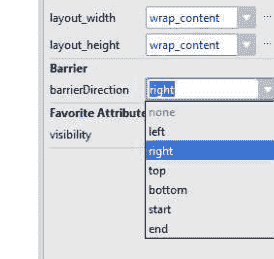 layout_width wrap_content ...
layout_height wrap_content ...
Barrier
barrierDirection right
Favorite Attribute
none
visibility
left
right
top
bottom
start
end